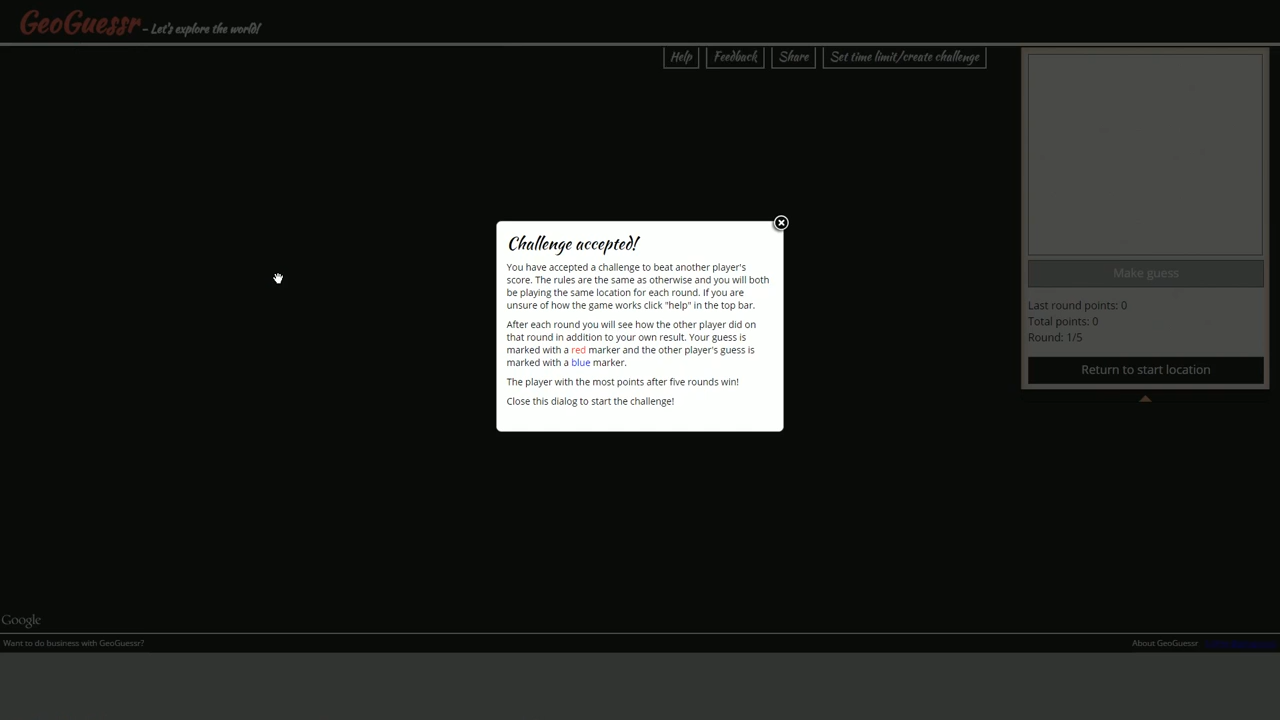 GeoGuessr – Let's explore the world!
Help
Feedback
Share
Set time limit/create challenge
Challenge accepted!
You have accepted a challenge to beat another player's
score. The rules are the same as otherwise and you will both
be playing the same location for each round. If you are
unsure of how the game works click "help" in the top bar.
After each round you will see how the other player did on
that round in addition to your own result. Your guess is
marked with a red marker and the other player's guess is
marked with a blue marker.
The player with the most points after five rounds win!
Close this dialog to start the challenge!
Make guess
Last round points: 0
Total points: 0
Round: 1/5
Return to start location
Google
Want to do business with GeoGuessr?
About GeoGuessr